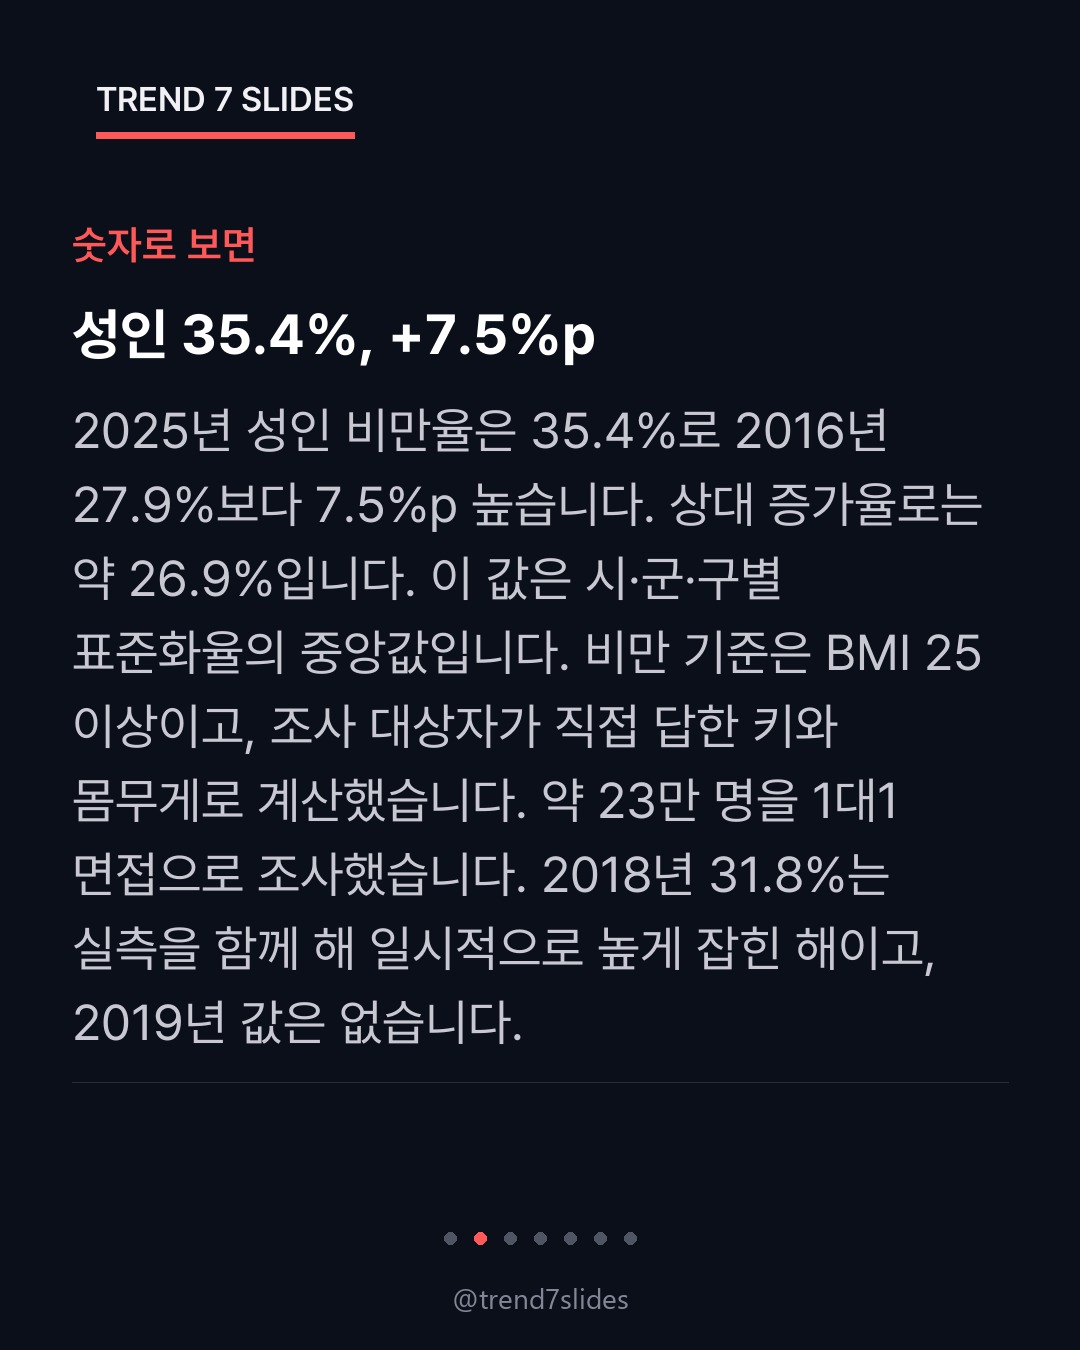 TREND 7 SLIDES
숫자로 보면
성인 35.4%, +7.5%p
2025년 성인 비만율은 35.4%로 2016년
27.9%보다 7.5%p 높습니다. 상대 증가율로는
약 26.9%입니다. 이 값은 시·군·구별
표준화율의 중앙값입니다. 비만 기준은 BMI 25
이상이고, 조사 대상자가 직접 답한 키와
몸무게로 계산했습니다. 약 23만 명을 1대1
면접으로 조사했습니다. 2018년 31.8%는
실측을 함께 해 일시적으로 높게 잡힌 해이고,
2019년 값은 없습니다.
@trend7slides